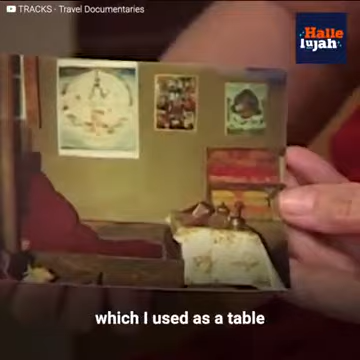 TRACKS - Travel Documentaries
Halle
lujah
which I used as a table